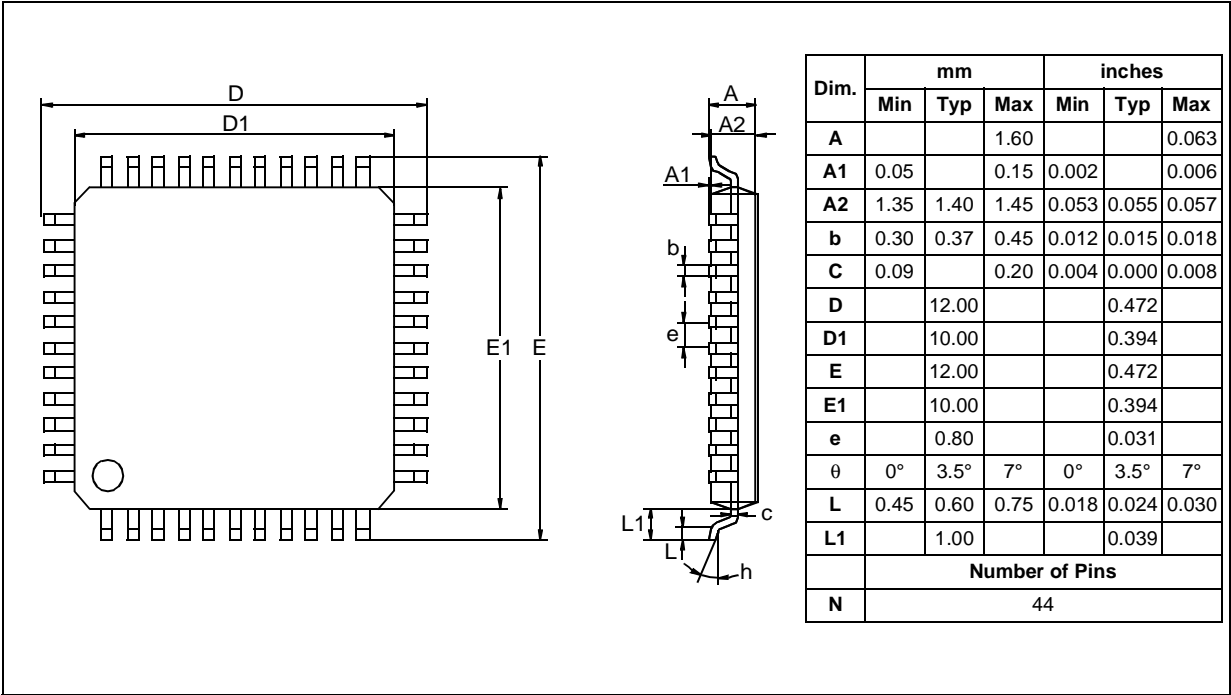 D
D1
E1 E
A
A2
A1
b
e
L1
c
L
h
Dim. mm inches
Min Typ Max Min Typ Max
A 1.60 0.063
A1 0.05 0.15 0.002 0.006
A2 1.35 1.40 1.45 0.053 0.055 0.057
b 0.30 0.37 0.45 0.012 0.015 0.018
C 0.09 0.20 0.004 0.000 0.008
D 12.00 0.472
D1 10.00 0.394
E 12.00 0.472
E1 10.00 0.394
e 0.80 0.031
θ 0° 3.5° 7° 0° 3.5° 7°
L 0.45 0.60 0.75 0.018 0.024 0.030
L1 1.00 0.039
Number of Pins
N 44